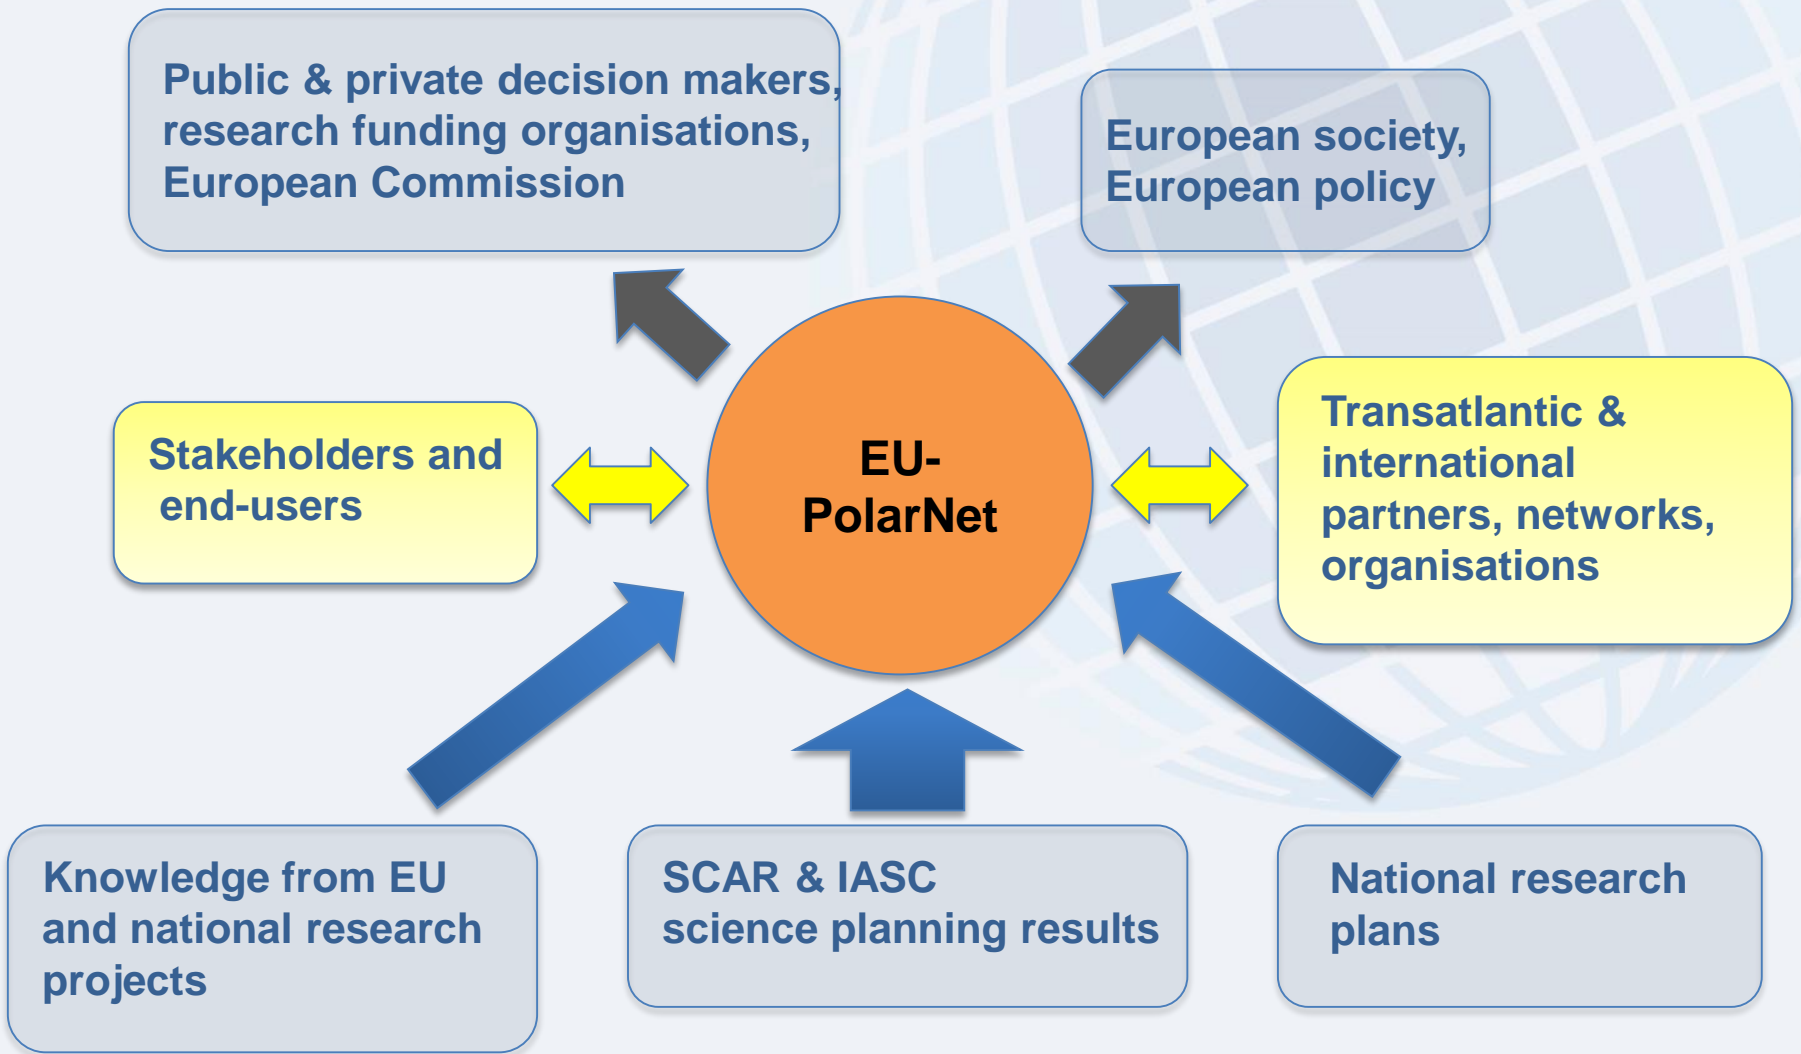 Public & private decision makers,
research funding organisations,
European Commission
European society,
European policy
Stakeholders and
end-users
EU-
PolarNet
Transatlantic &
international
partners, networks,
organisations
Knowledge from EU
and national research
projects
SCAR & IASC
science planning results
National research
plans